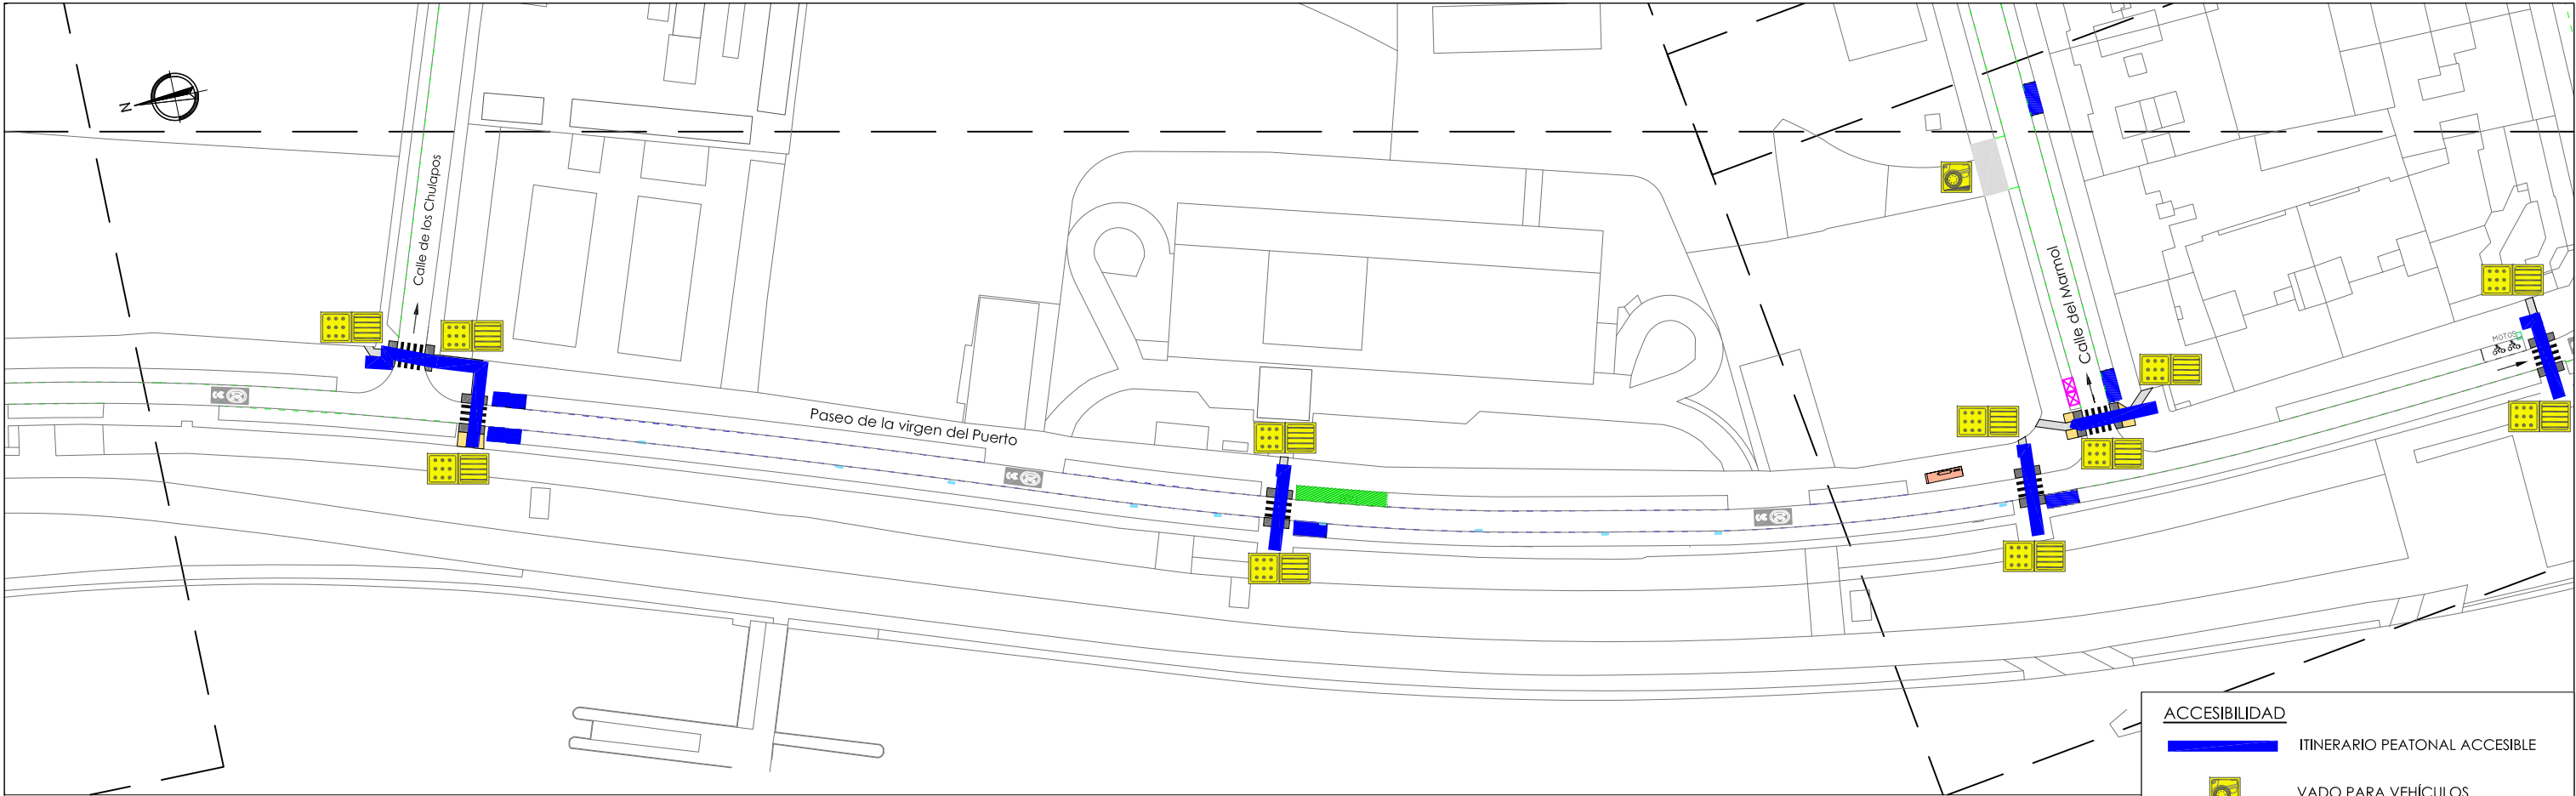 N
Calle de los Chulapos
Paseo de la virgen del Puerto
Calle del Marmol
MOTOS
ACCESIBILIDAD
ITINERARIO PEATONAL ACCESIBLE
VADO PARA VEHÍCULOS